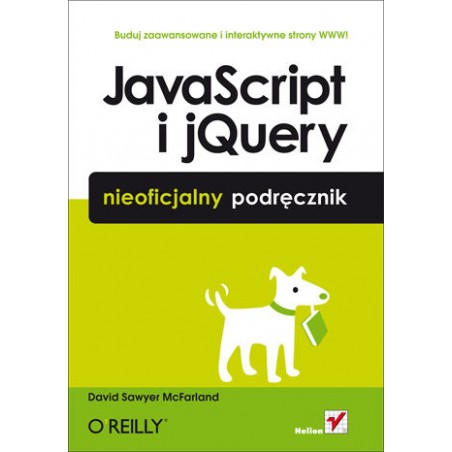 Buduj zaawansowane i interaktywne strony WWW!
JavaScript
i jQuery
nieoficjalny podręcznik
David Sawyer McFarland
O REILLY®
Helion